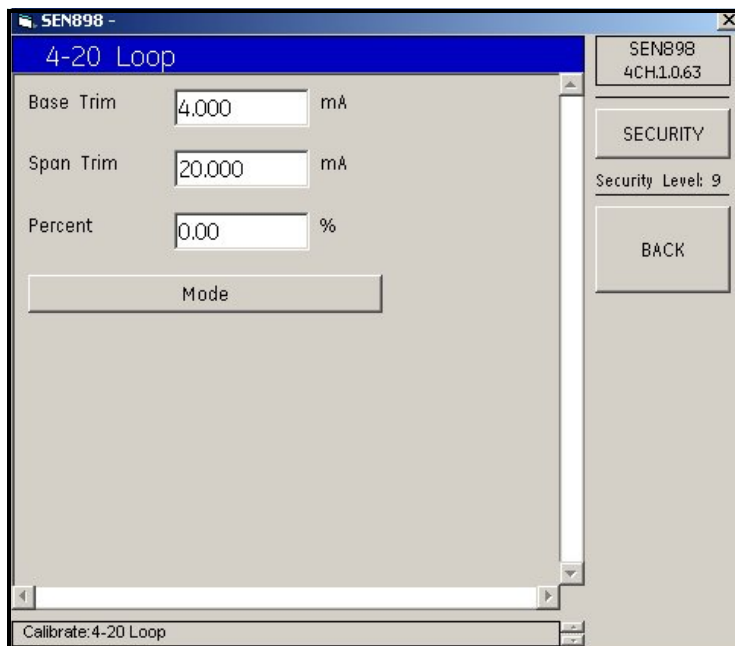 SEN898 -
4-20 Loop
Base Trim 4.000 mA
Span Trim 20.000 mA
Percent 0.00 %
Mode
SEN898
4CH.1.0.63
SECURITY
Security Level: 9
BACK
Calibrate:4-20 Loop